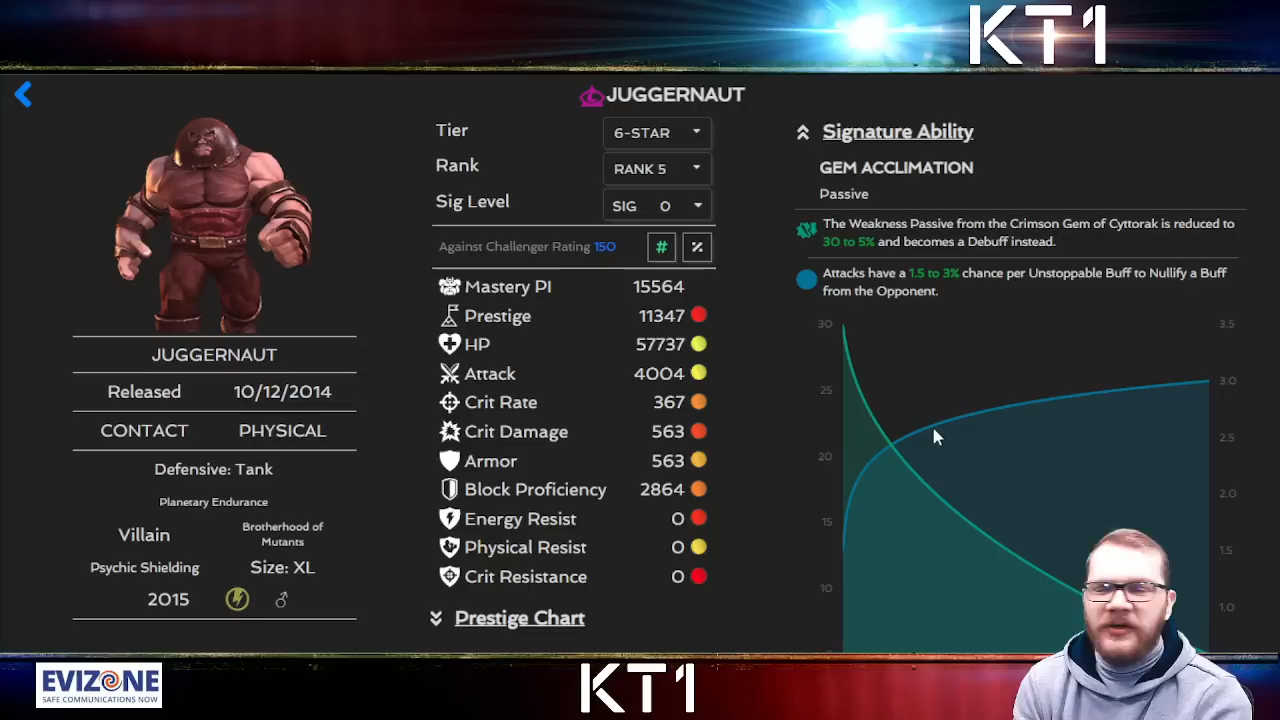 KT1
JUGGERNAUT
JUGGERNAUT
Released 10/12/2014
CONTACT PHYSICAL
Defensive: Tank
Planetary Endurance
Villain
Brotherhood of
Mutants
Psychic Shielding
Size: XL
2015
Tier 6-STAR
Rank RANK 5
Sig Level SIG 0
Against Challenger Rating 150 # %
Mastery PI 15564
Prestige 11347
HP 57737
Attack 4004
Crit Rate 367
Crit Damage 563
Armor 563
Block Proficiency 2864
Energy Resist 0
Physical Resist 0
Crit Resistance 0
Prestige Chart
Signature Ability
GEM ACCLIMATION
Passive
The Weakness Passive from the Crimson Gem of Cyttorak is reduced to
30 to 5% and becomes a Debuff instead.
Attacks have a 1.5 to 3% chance per Unstoppable Buff to Nullify a Buff
from the Opponent.
30
25
20
15
10
3.5
3.0
2.5
2.0
1.5
1.0
EVIZONE
SAFE COMMUNICATIONS NOW
KT1